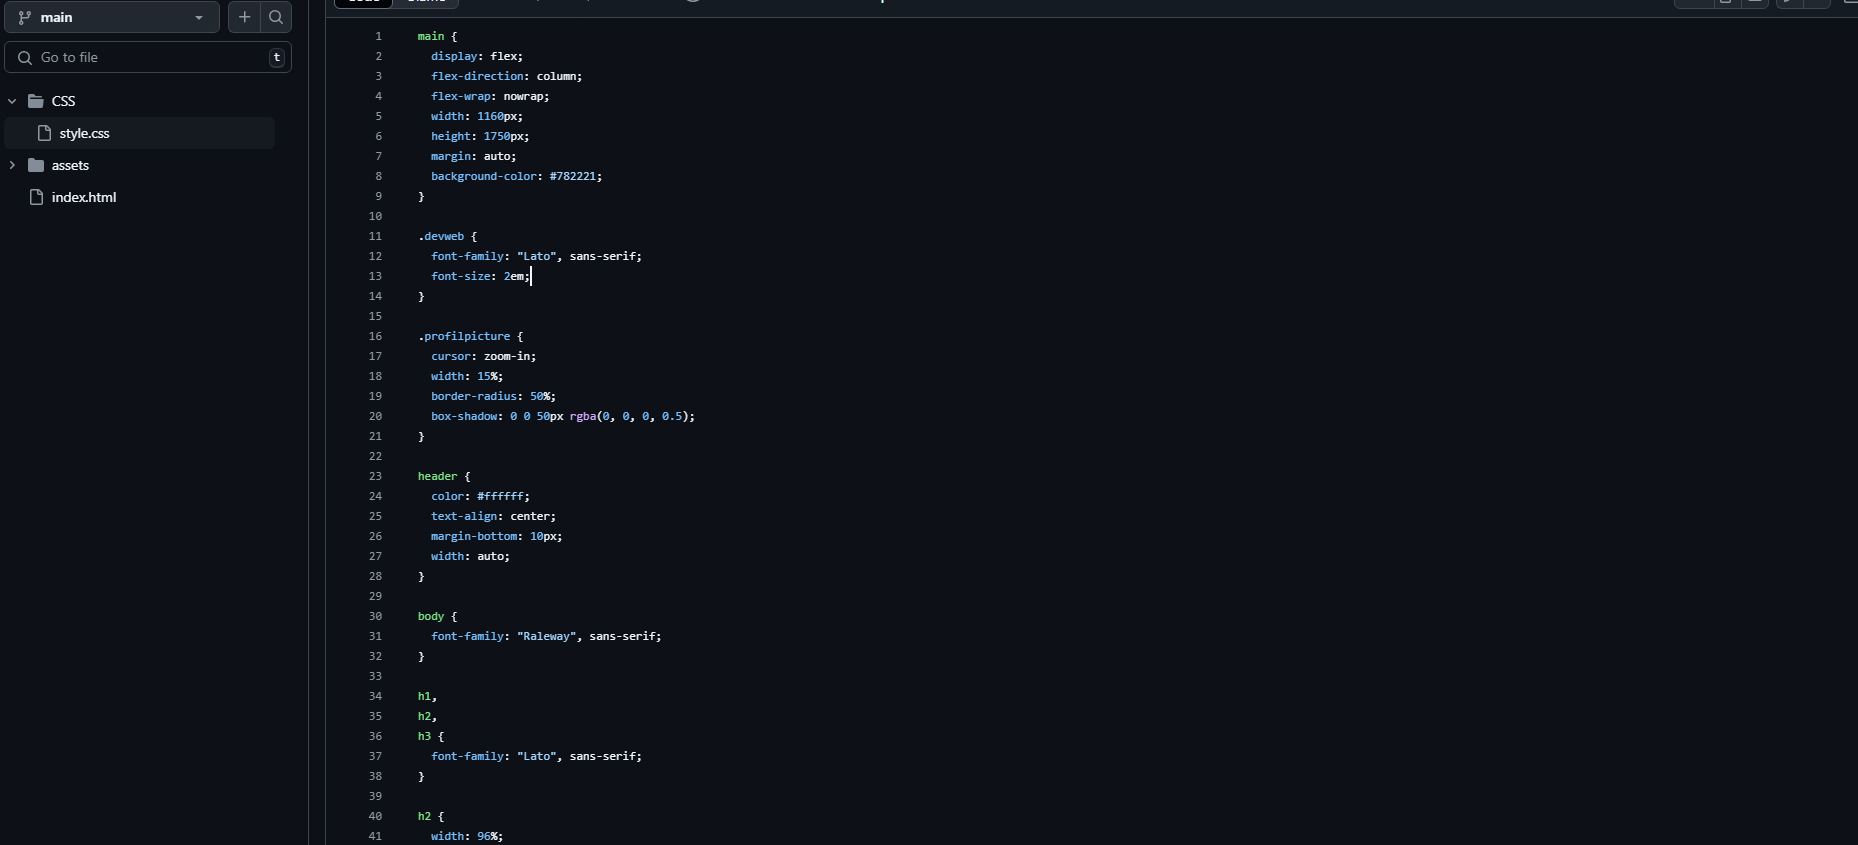 main
Go to file
t
CSS
style.css
assets
index.html
1 main {
2 display: flex;
3 flex-direction: column;
4 flex-wrap: nowrap;
5 width: 1160px;
6 height: 1750px;
7 margin: auto;
8 background-color: #782221;
9 }
10
11 .devweb {
12 font-family: "Lato", sans-serif;
13 font-size: 2em;
14 }
15
16 .profilpicture {
17 cursor: zoom-in;
18 width: 15%;
19 border-radius: 50%;
20 box-shadow: 0 0 50px rgba(0, 0, 0, 0.5);
21 }
22
23 header {
24 color: #ffffff;
25 text-align: center;
26 margin-bottom: 10px;
27 width: auto;
28 }
29
30 body {
31 font-family: "Raleway", sans-serif;
32 }
33
34 h1,
35 h2,
36 h3 {
37 font-family: "Lato", sans-serif;
38 }
39
40 h2 {
41 width: 96%;